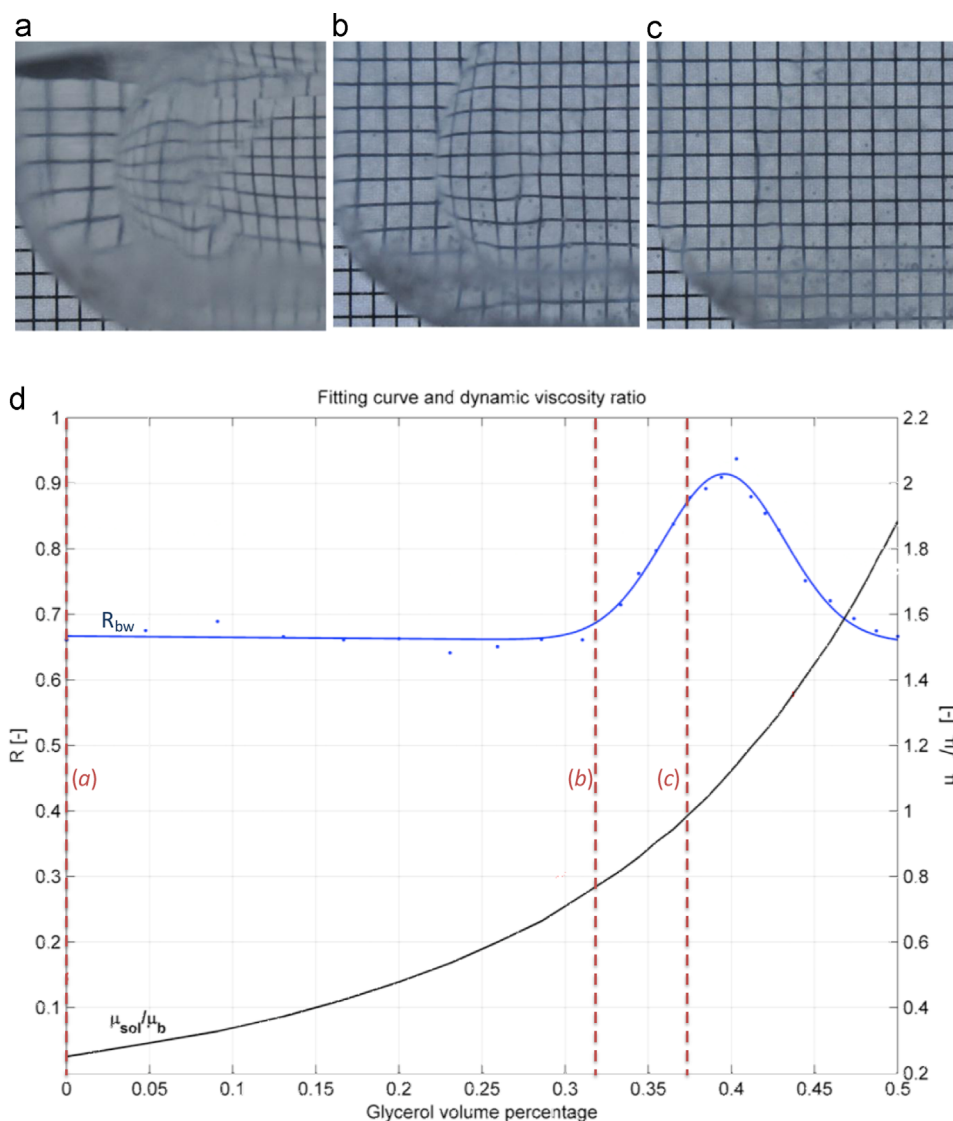 a
b
c
d
Fitting curve and dynamic viscosity ratio
1
0.9
0.8
0.7
0.6
0.5
0.4
0.3
0.2
0.1
R [-]
2.2
2
1.8
1.6
1.4
1.2
1
0.8
0.6
0.4
0.2
R_bw
(a)
(b)
(c)
μ_sol/μ_b
0 0.05 0.1 0.15 0.2 0.25 0.3 0.35 0.4 0.45 0.5
Glycerol volume percentage